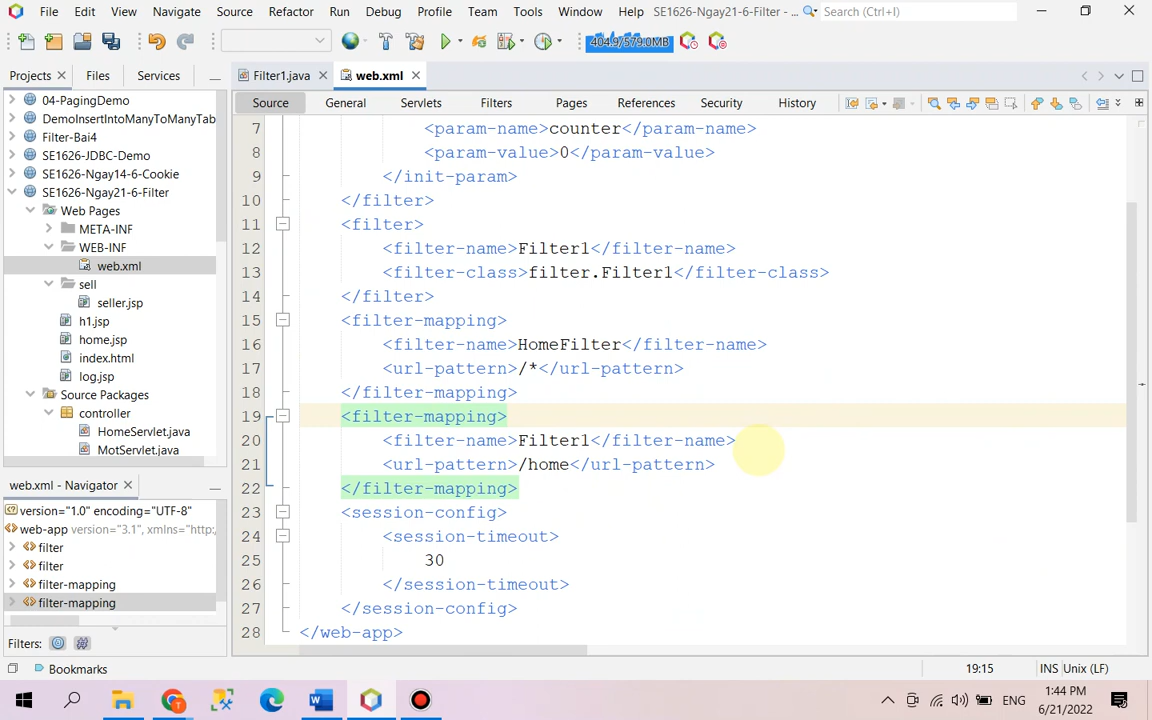 File Edit View Navigate Source Refactor Run Debug Profile Team Tools Window Help SE1626-Ngay21-6-Filter - ... Search (Ctrl+I)
404.9/579.0MB
Projects Files Services
Filter1.java web.xml
Source General Servlets Filters Pages References Security History
04-PagingDemo
DemoInsertIntoManyToManyTab
Filter-Bai4
SE1626-JDBC-Demo
SE1626-Ngay14-6-Cookie
SE1626-Ngay21-6-Filter
Web Pages
META-INF
WEB-INF
web.xml
sell
seller.jsp
h1.jsp
home.jsp
index.html
log.jsp
Source Packages
controller
HomeServlet.java
MotServlet.java
web.xml - Navigator
version="1.0" encoding="UTF-8"
web-app version="3.1", xmlns="http:
filter
filter
filter-mapping
filter-mapping
Filters:
7 <param-name>counter</param-name>
8 <param-value>0</param-value>
9 </init-param>
10 </filter>
11 <filter>
12 <filter-name>Filter1</filter-name>
13 <filter-class>filter.Filter1</filter-class>
14 </filter>
15 <filter-mapping>
16 <filter-name>HomeFilter</filter-name>
17 <url-pattern>/*</url-pattern>
18 </filter-mapping>
19 <filter-mapping>
20 <filter-name>Filter1</filter-name>
21 <url-pattern>/home</url-pattern>
22 </filter-mapping>
23 <session-config>
24 <session-timeout>
25 30
26 </session-timeout>
27 </session-config>
28 </web-app>
Bookmarks
19:15 INS Unix (LF)
ENG 1:44 PM
6/21/2022